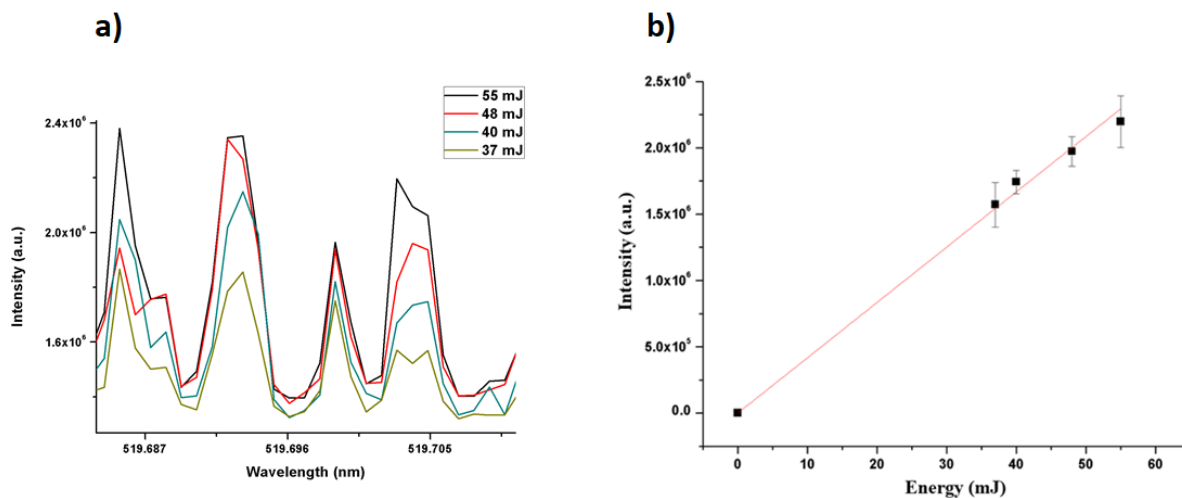 a)
55 mJ
48 mJ
40 mJ
37 mJ
2.4x10⁶
2.0x10⁶
1.6x10⁶
Intensity (a.u.)
519.687 519.696 519.705
Wavelength (nm)
b)
2.5x10⁶
2.0x10⁶
1.5x10⁶
1.0x10⁶
5.0x10⁵
0.0
Intensity (a.u.)
0 10 20 30 40 50 60
Energy (mJ)